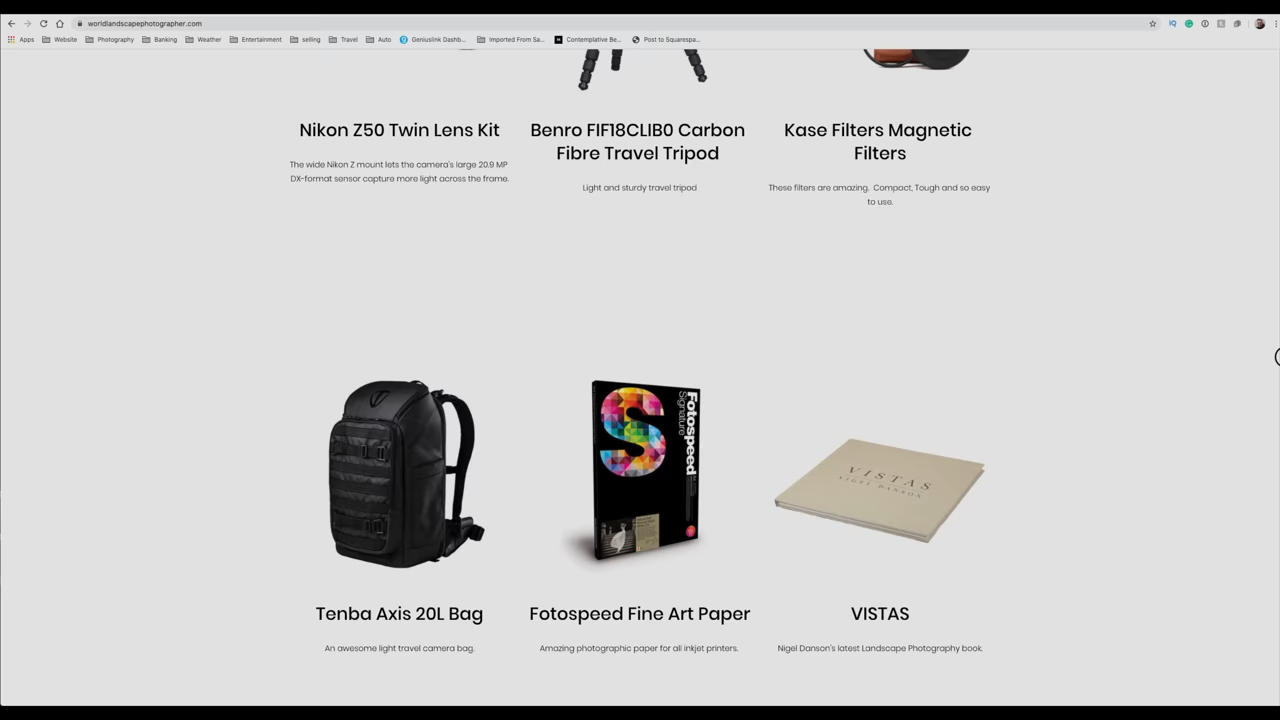 worldlandscapephotographer.com
Apps Website Photography Banking Weather Entertainment selling Travel Auto Geniuslink Dashb... Imported From Sa... Contemplative Be... Post to Squarespa...
Nikon Z50 Twin Lens Kit
The wide Nikon Z mount lets the camera's large 20.9 MP
DX-format sensor capture more light across the frame.
Benro FIF18CLIB0 Carbon
Fibre Travel Tripod
Light and sturdy travel tripod
Kase Filters Magnetic
Filters
These filters are amazing. Compact, Tough and so easy
to use.
S
Fotospeed
Signature
VISTAS
NIGEL DANSON
Tenba Axis 20L Bag
An awesome light travel camera bag.
Fotospeed Fine Art Paper
Amazing photographic paper for all inkjet printers.
VISTAS
Nigel Danson's latest Landscape Photography book.